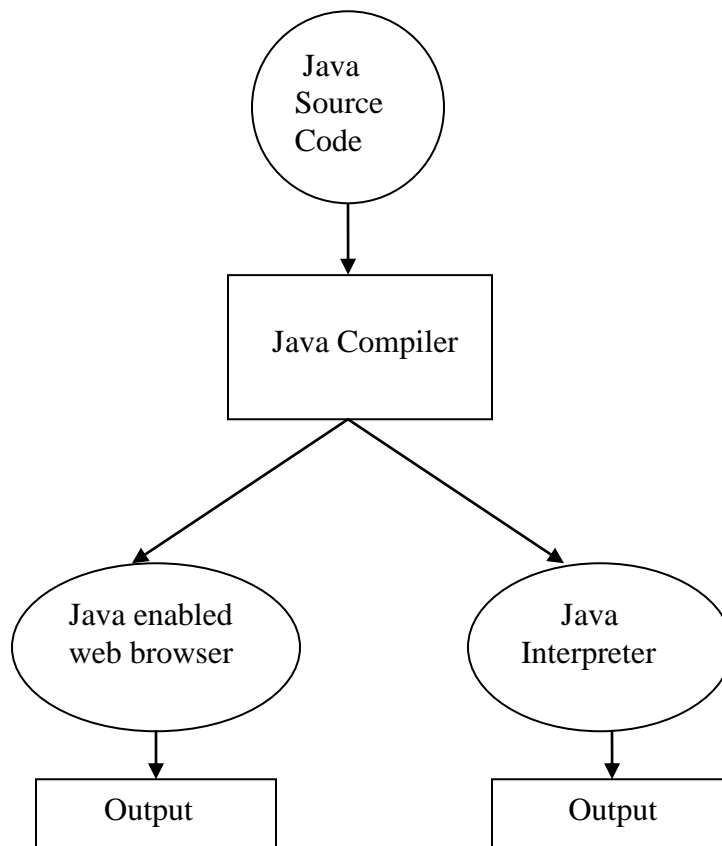 Java
Source
Code
Java Compiler
Java enabled
web browser
Java
Interpreter
Output
Output